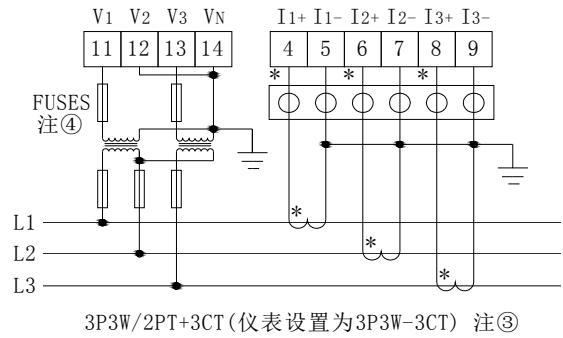 V1 V2 V3 VN I1+ I1- I2+ I2- I3+ I3-
11 12 13 14 4 5 6 7 8 9
* * *
FUSES
注④
*
L1
*
L2
*
L3
3P3W/2PT+3CT(仪表设置为3P3W-3CT) 注③